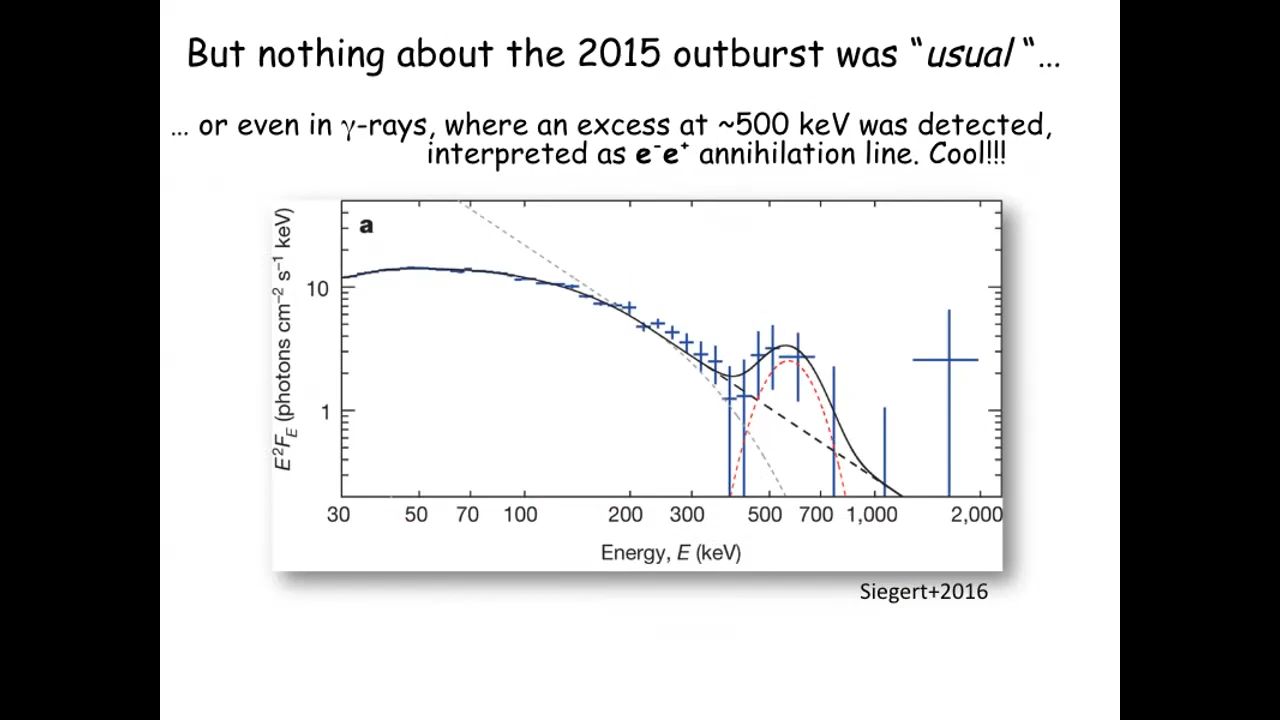 But nothing about the 2015 outburst was “usual “…
… or even in γ-rays, where an excess at ~500 keV was detected,
interpreted as e⁻e⁺ annihilation line. Cool!!!
a
E²F_E (photons cm⁻² s⁻¹ keV)
10
1
30 50 70 100 200 300 500 700 1,000 2,000
Energy, E (keV)
Siegert+2016